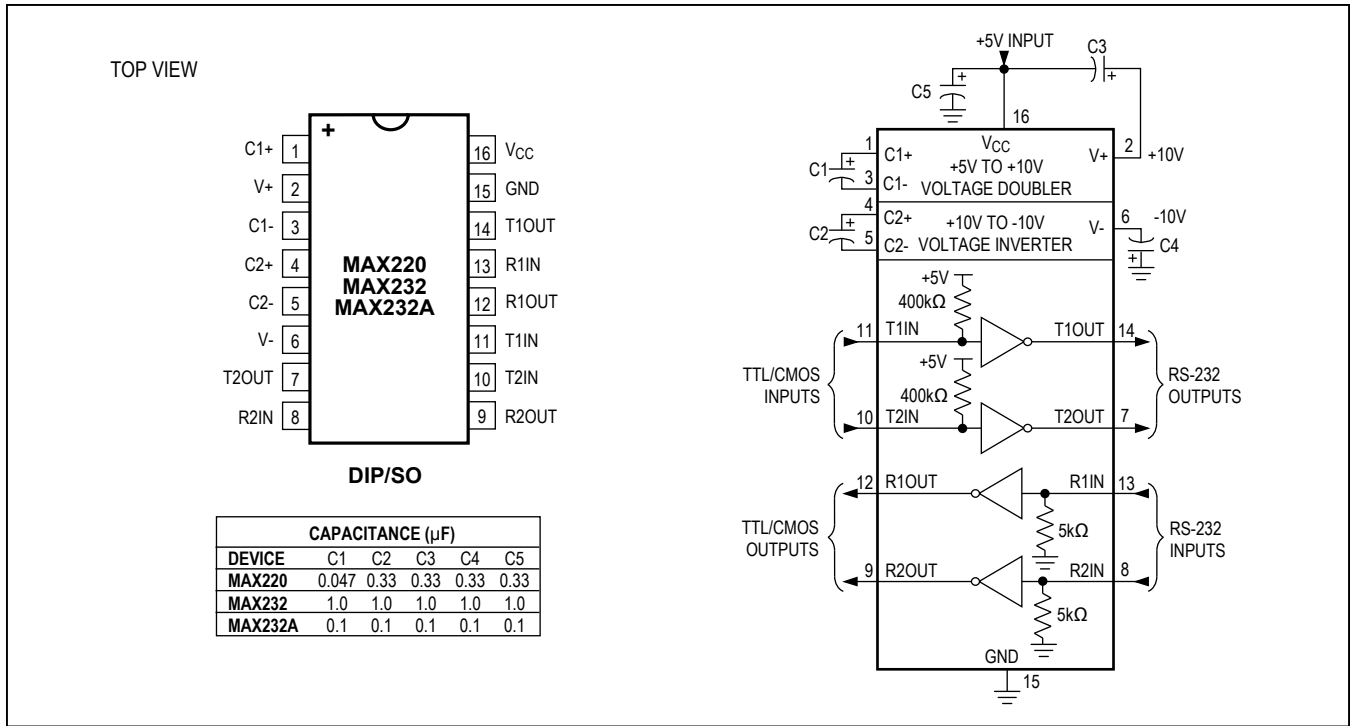 TOP VIEW
+
C1+ 1
V+ 2
C1- 3
C2+ 4
C2- 5
V- 6
T2OUT 7
R2IN 8
16 VCC
15 GND
14 T1OUT
13 R1IN
12 R1OUT
11 T1IN
10 T2IN
9 R2OUT
MAX220
MAX232
MAX232A
DIP/SO
CAPACITANCE (µF)
DEVICE C1 C2 C3 C4 C5
MAX220 0.047 0.33 0.33 0.33 0.33
MAX232 1.0 1.0 1.0 1.0 1.0
MAX232A 0.1 0.1 0.1 0.1 0.1
+5V INPUT
C3
+
C5
+
16
VCC
1
C1+
C1
+
3
C1-
+5V TO +10V
VOLTAGE DOUBLER
V+
2
+10V
4
C2+
C2
+
5
C2-
+10V TO -10V
VOLTAGE INVERTER
V-
6
-10V
C4
+
+5V
400kΩ
11 T1IN
T1OUT 14
+5V
400kΩ
10 T2IN
T2OUT 7
TTL/CMOS
INPUTS
RS-232
OUTPUTS
12 R1OUT
R1IN 13
5kΩ
9 R2OUT
R2IN 8
5kΩ
TTL/CMOS
OUTPUTS
RS-232
INPUTS
GND
15